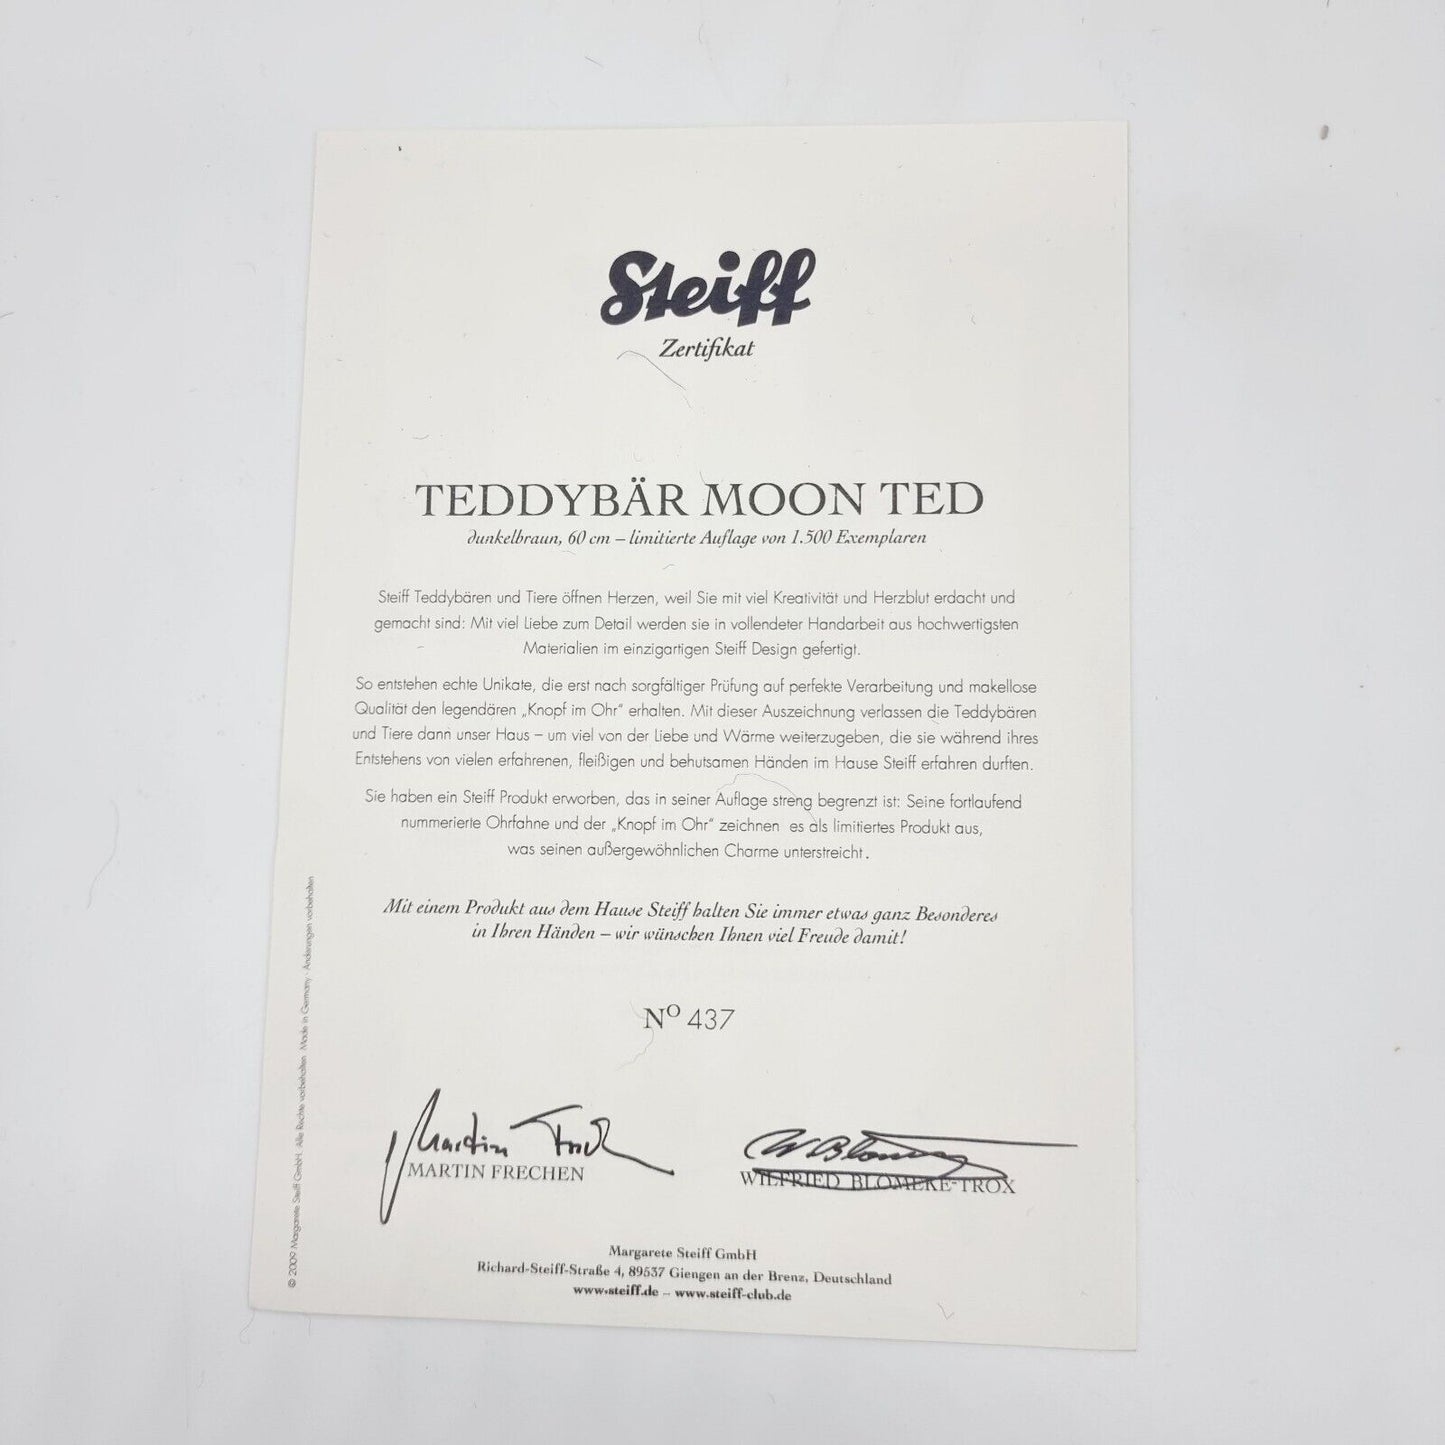 Steiff
Zertifikat
TEDDYBÄR MOON TED
dunkelbraun, 60 cm – limitierte Auflage von 1.500 Exemplaren
Steiff Teddybären und Tiere öffnen Herzen, weil Sie mit viel Kreativität und Herzblut erdacht und
gemacht sind: Mit viel Liebe zum Detail werden sie in vollendeter Handarbeit aus hochwertigsten
Materialien im einzigartigen Steiff Design gefertigt.
So entstehen echte Unikate, die erst nach sorgfältiger Prüfung auf perfekte Verarbeitung und makellose
Qualität den legendären „Knopf im Ohr“ erhalten. Mit dieser Auszeichnung verlassen die Teddybären
und Tiere dann unser Haus – um viel von der Liebe und Wärme weiterzugeben, die sie während ihres
Entstehens von vielen erfahrenen, fleißigen und behutsamen Händen im Hause Steiff erfahren durften.
Sie haben ein Steiff Produkt erworben, das in seiner Auflage streng begrenzt ist: Seine fortlaufend
nummerierte Ohrfahne und der „Knopf im Ohr“ zeichnen es als limitiertes Produkt aus,
was seinen außergewöhnlichen Charme unterstreicht.
Mit einem Produkt aus dem Hause Steiff halten Sie immer etwas ganz Besonderes
in Ihren Händen – wir wünschen Ihnen viel Freude damit!
Nº 437
Martin Frechen
MARTIN FRECHEN
W Blömeke
WILFRIED BLÖMEKE-TROX
Margarete Steiff GmbH
Richard-Steiff-Straße 4, 89537 Giengen an der Brenz, Deutschland
www.steiff.de – www.steiff-club.de
© 2009 Margarete Steiff GmbH · Alle Rechte vorbehalten · Made in Germany · Änderungen vorbehalten